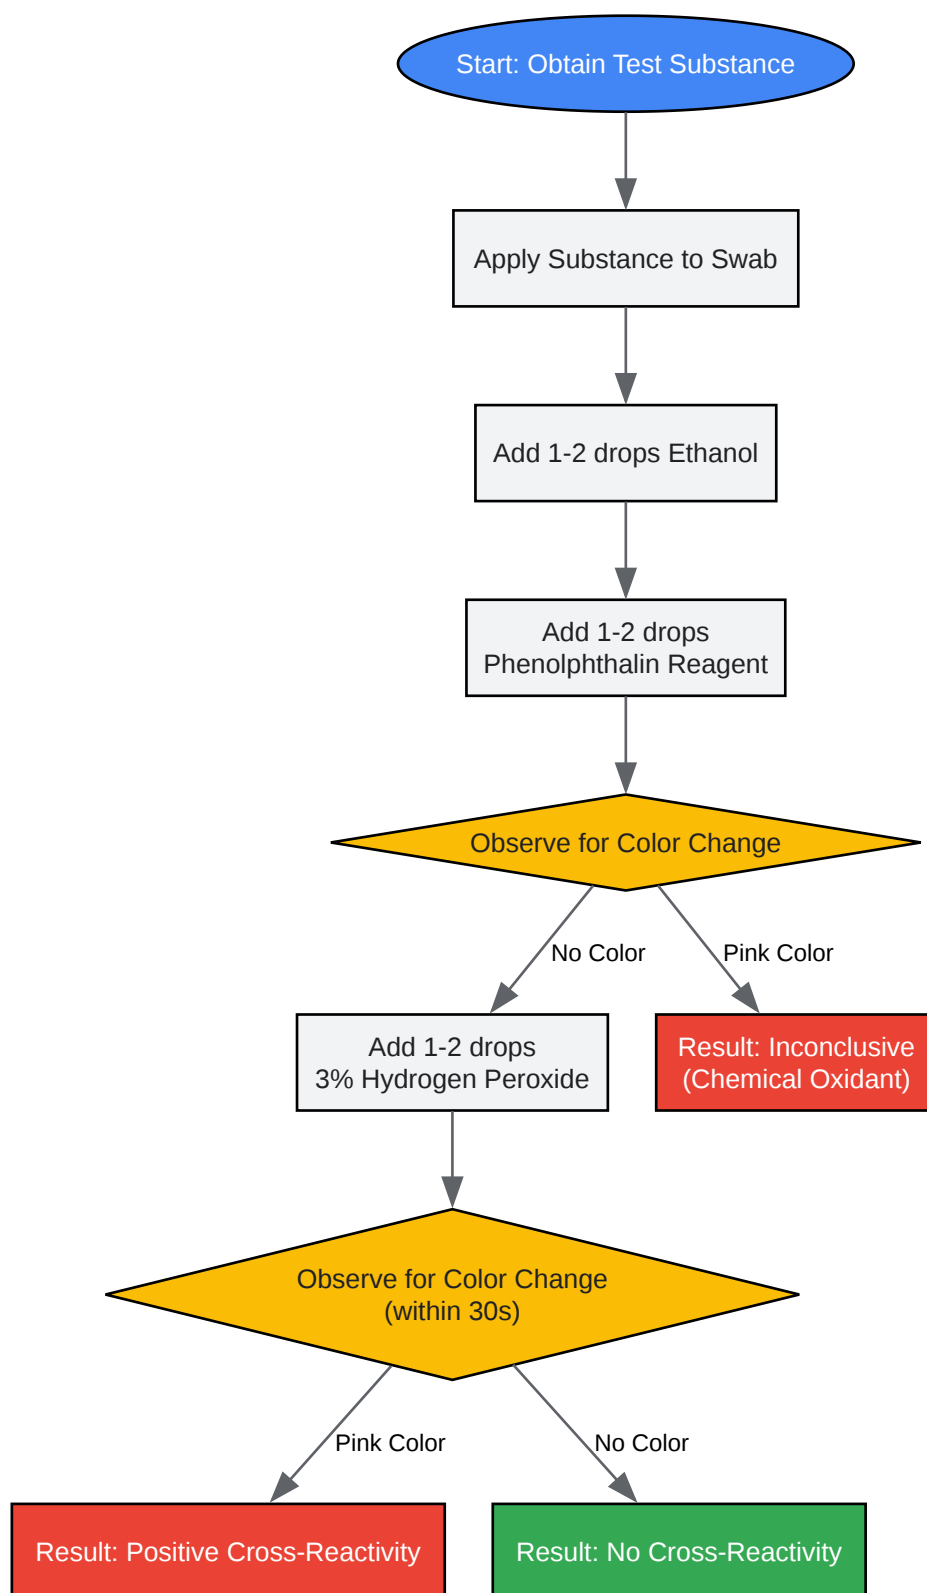 Start: Obtain Test Substance
Apply Substance to Swab
Add 1-2 drops Ethanol
Add 1-2 drops
Phenolphthalin Reagent
Observe for Color Change
No Color
Pink Color
Add 1-2 drops
3% Hydrogen Peroxide
Result: Inconclusive
(Chemical Oxidant)
Observe for Color Change
(within 30s)
Pink Color
No Color
Result: Positive Cross-Reactivity
Result: No Cross-Reactivity